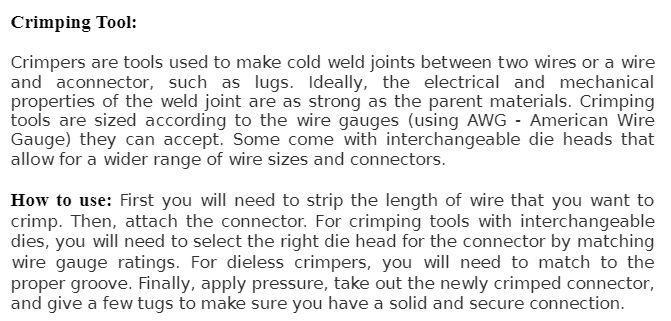 Crimping Tool:
Crimpers are tools used to make cold weld joints between two wires or a wire
and aconnector, such as lugs. Ideally, the electrical and mechanical
properties of the weld joint are as strong as the parent materials. Crimping
tools are sized according to the wire gauges (using AWG - American Wire
Gauge) they can accept. Some come with interchangeable die heads that
allow for a wider range of wire sizes and connectors.
How to use: First you will need to strip the length of wire that you want to
crimp. Then, attach the connector. For crimping tools with interchangeable
dies, you will need to select the right die head for the connector by matching
wire gauge ratings. For dieless crimpers, you will need to match to the
proper groove. Finally, apply pressure, take out the newly crimped connector,
and give a few tugs to make sure you have a solid and secure connection.